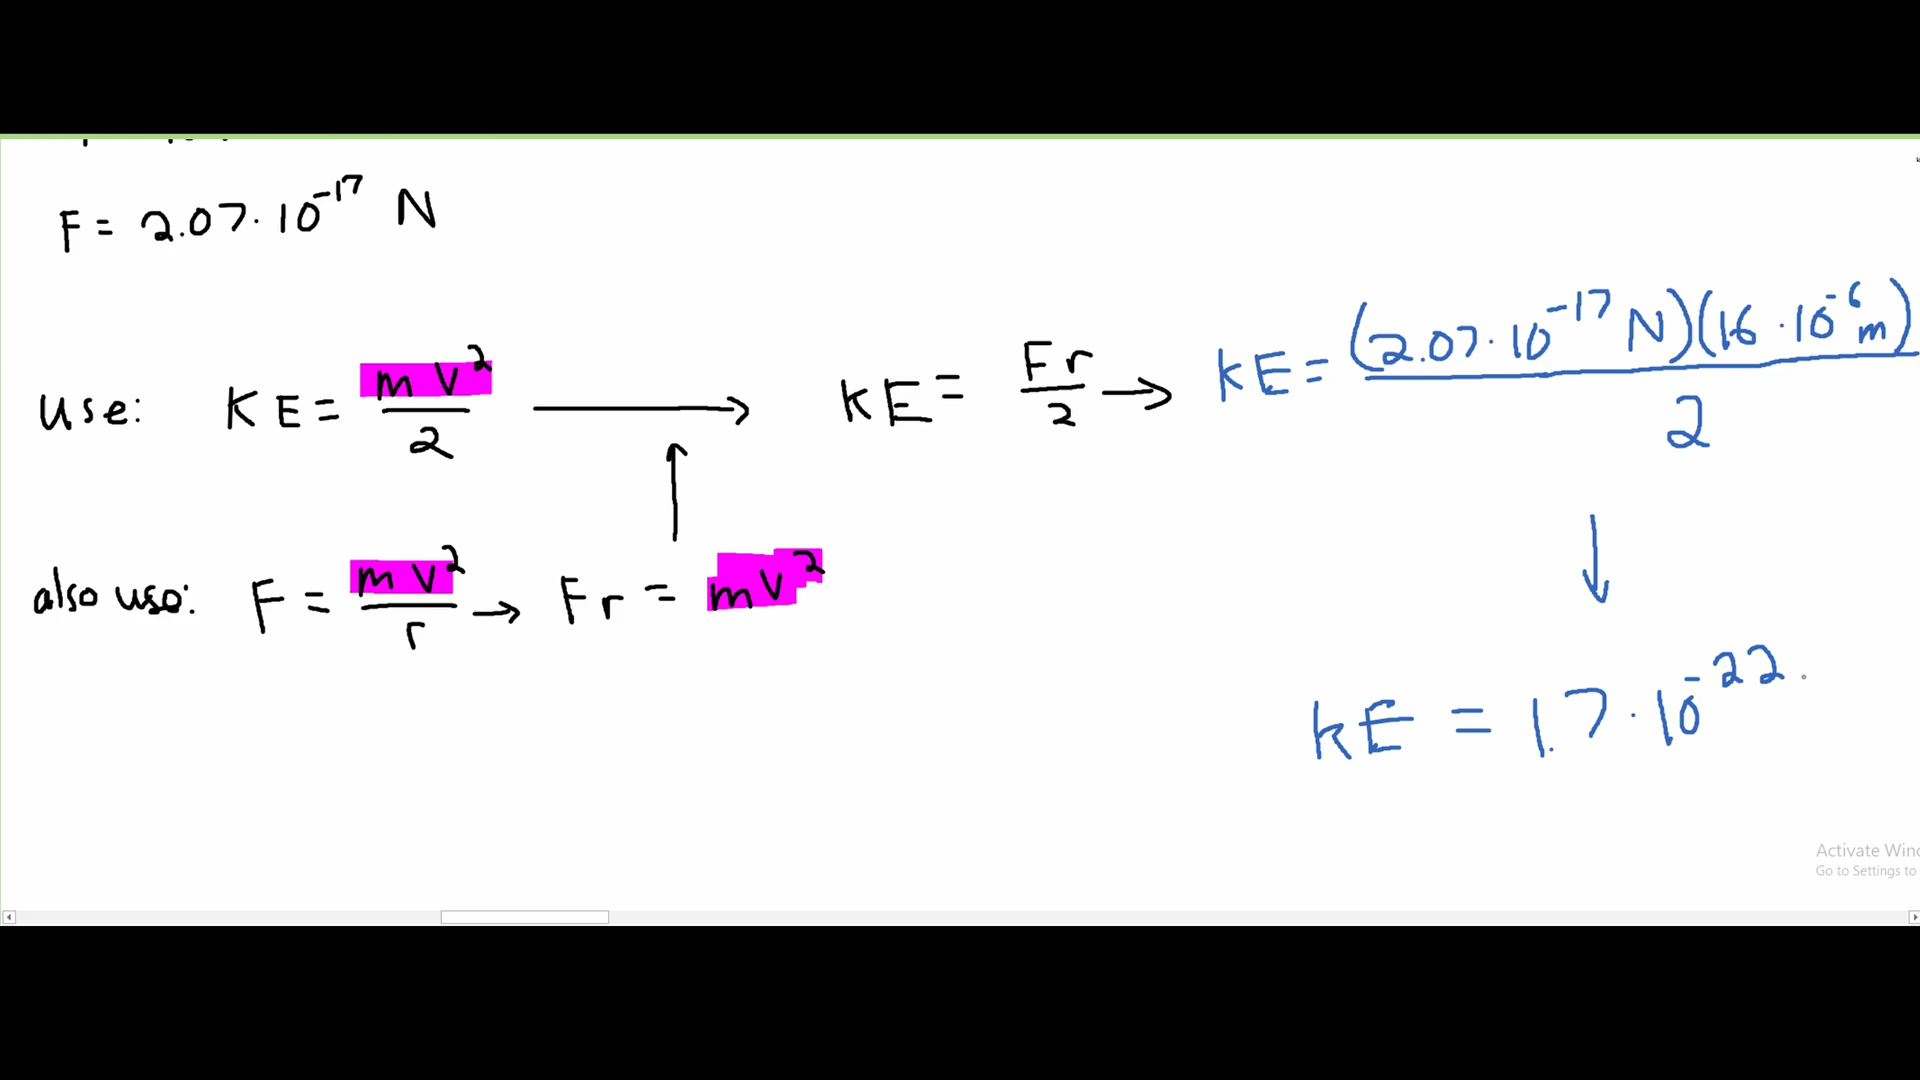 F = 2.07·10⁻¹⁷ N
use: KE = mv²/2 → KE = Fr/2 → KE = (2.07·10⁻¹⁷ N)(16·10⁻⁶ m)/2
also use: F = mv²/r → Fr = mv²
KE = 1.7·10⁻²²
Activate Wind
Go to Settings to